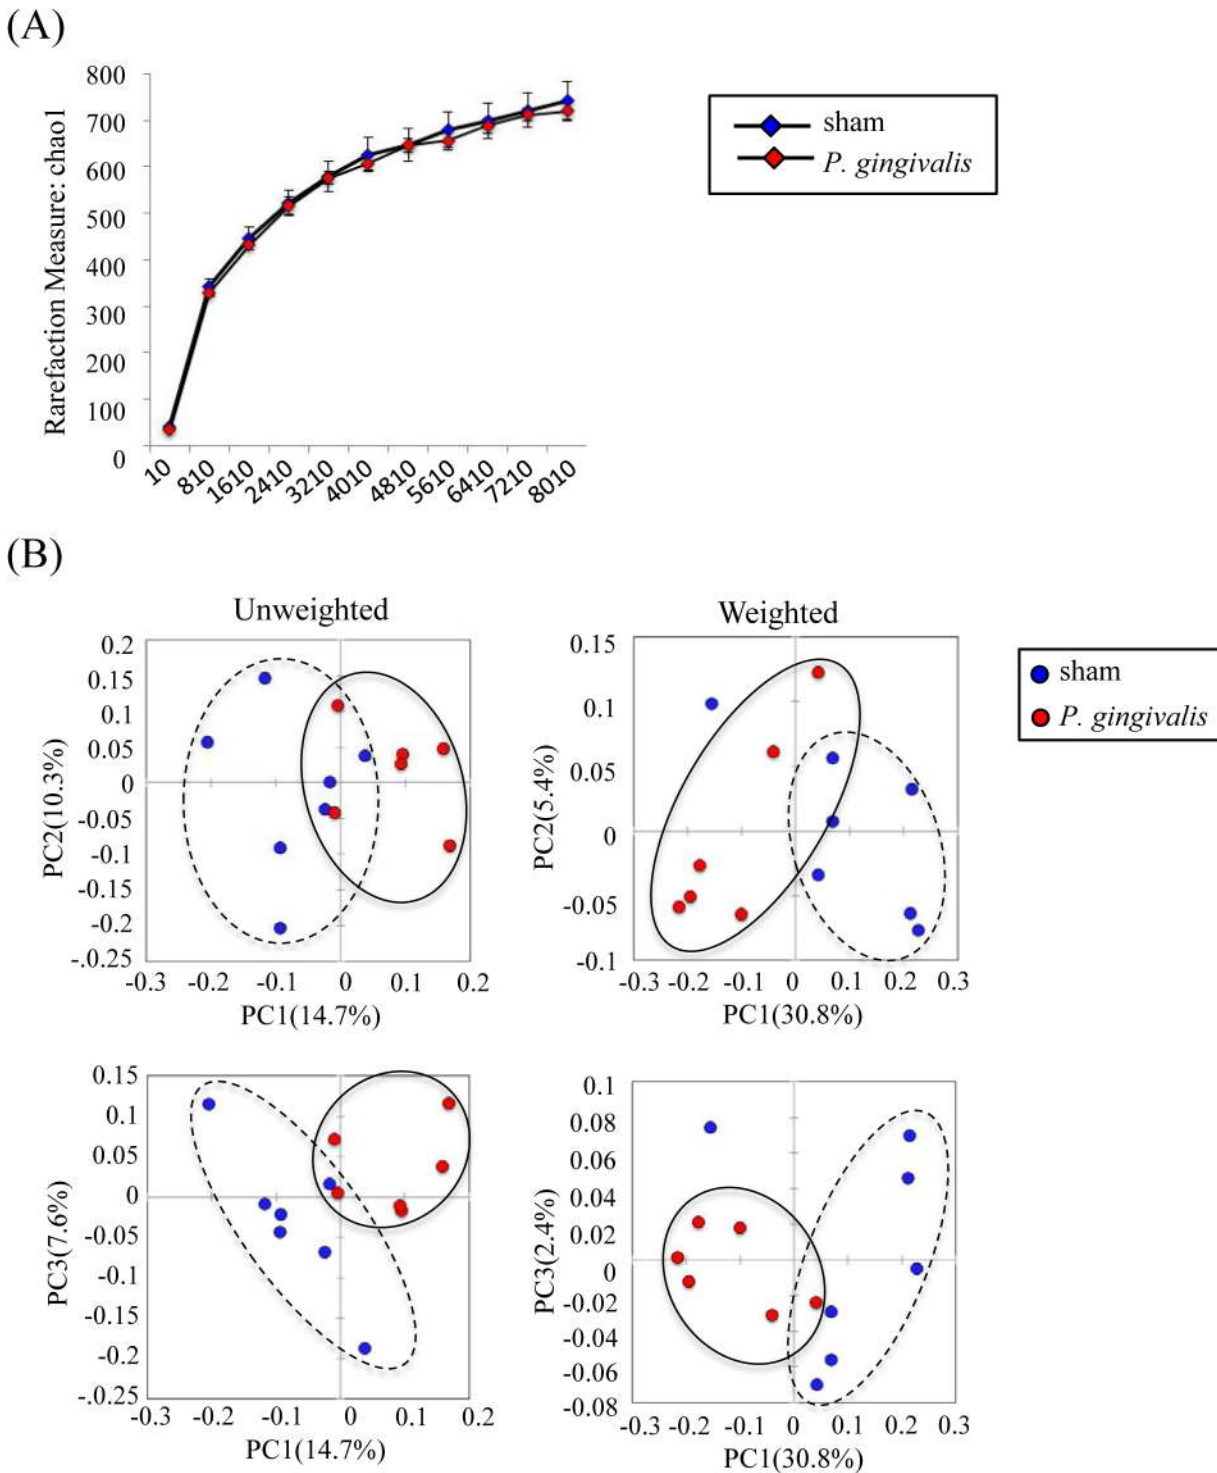 (A)
800
700
600
500
400
300
200
100
0
Rarefaction Measure: chao1
10 810 1610 2410 3210 4010 4810 5610 6410 7210 8010
sham
P. gingivalis
(B)
Unweighted
0.2
0.15
0.1
0.05
0
-0.05
-0.1
-0.15
-0.2
-.0.25
PC2(10.3%)
-0.3 -0.2 -0.1 0 0.1 0.2
PC1(14.7%)
Weighted
0.15
0.1
0.05
0
-0.05
-0.1
PC2(5.4%)
-0.3 -0.2 -0.1 0 0.1 0.2 0.3
PC1(30.8%)
sham
P. gingivalis
0.15
0.1
0.05
0
-0.05
-0.1
-0.15
-0.2
-0.25
PC3(7.6%)
-0.3 -0.2 -0.1 0 0.1 0.2
PC1(14.7%)
0.1
0.08
0.06
0.04
0.02
0
-0.02
-0.04
-0.06
-0.08
PC3(2.4%)
-0.3 -0.2 -0.1 0 0.1 0.2 0.3
PC1(30.8%)